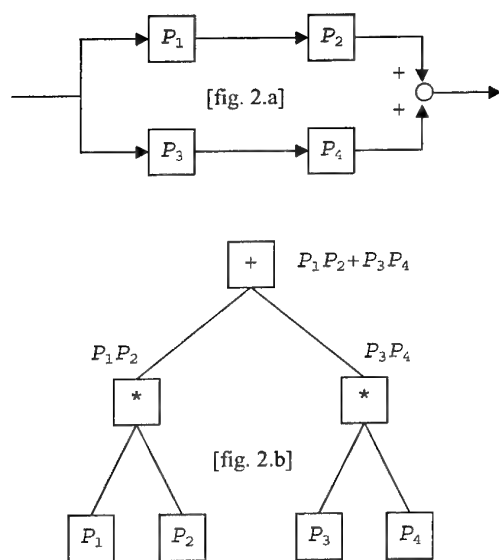 P₁ P₂
+
[fig. 2.a]
+
P₃ P₄
+ P₁P₂+P₃P₄
P₁P₂ P₃P₄
* *
[fig. 2.b]
P₁ P₂ P₃ P₄